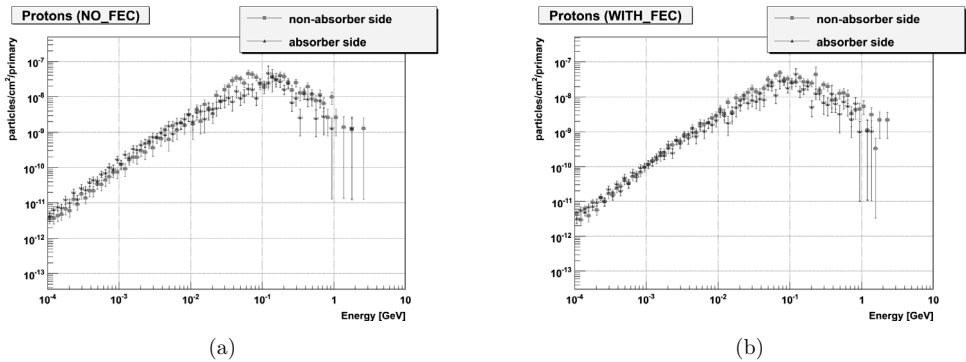 Protons (NO_FEC)
non-absorber side
absorber side
particles/cm²/primary
10⁻⁷
10⁻⁸
10⁻⁹
10⁻¹⁰
10⁻¹¹
10⁻¹²
10⁻¹³
10⁻⁴ 10⁻³ 10⁻² 10⁻¹ 1 10
Energy [GeV]
(a)
Protons (WITH_FEC)
non-absorber side
absorber side
particles/cm²/primary
10⁻⁷
10⁻⁸
10⁻⁹
10⁻¹⁰
10⁻¹¹
10⁻¹²
10⁻¹³
10⁻⁴ 10⁻³ 10⁻² 10⁻¹ 1 10
Energy [GeV]
(b)